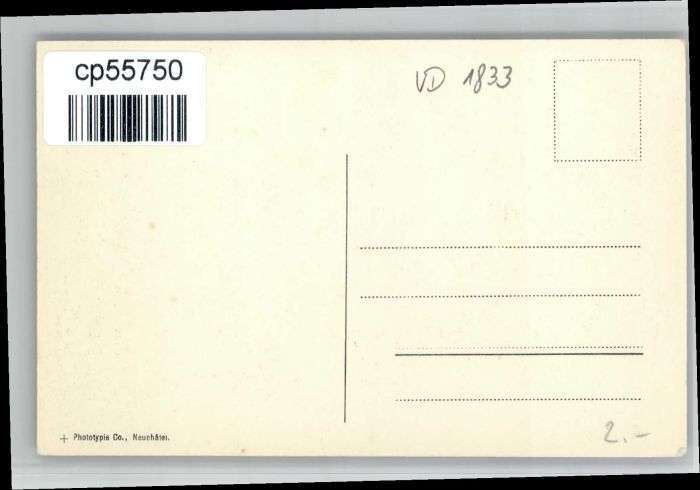 cp55750
VD 1833
Phototypie Co., Neuchâtel.
2.-